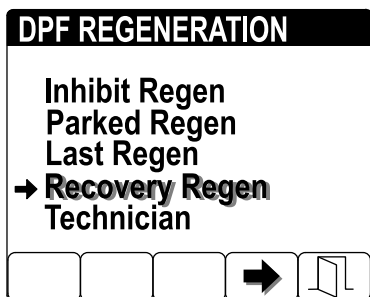 DPF REGENERATION
Inhibit Regen
Parked Regen
Last Regen
Recovery Regen
Technician